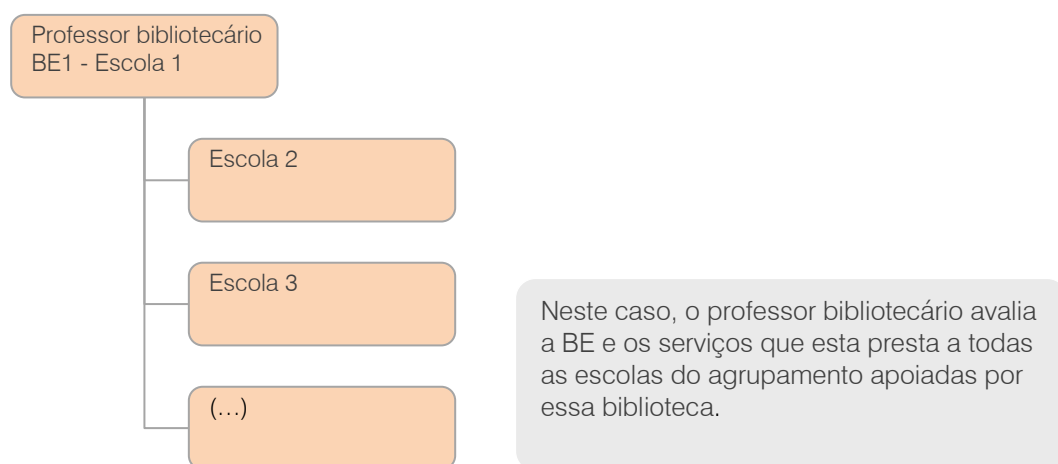 Professor bibliotecário
BE1 - Escola 1
Escola 2
Escola 3
(…)
Neste caso, o professor bibliotecário avalia
a BE e os serviços que esta presta a todas
as escolas do agrupamento apoiadas por
essa biblioteca.